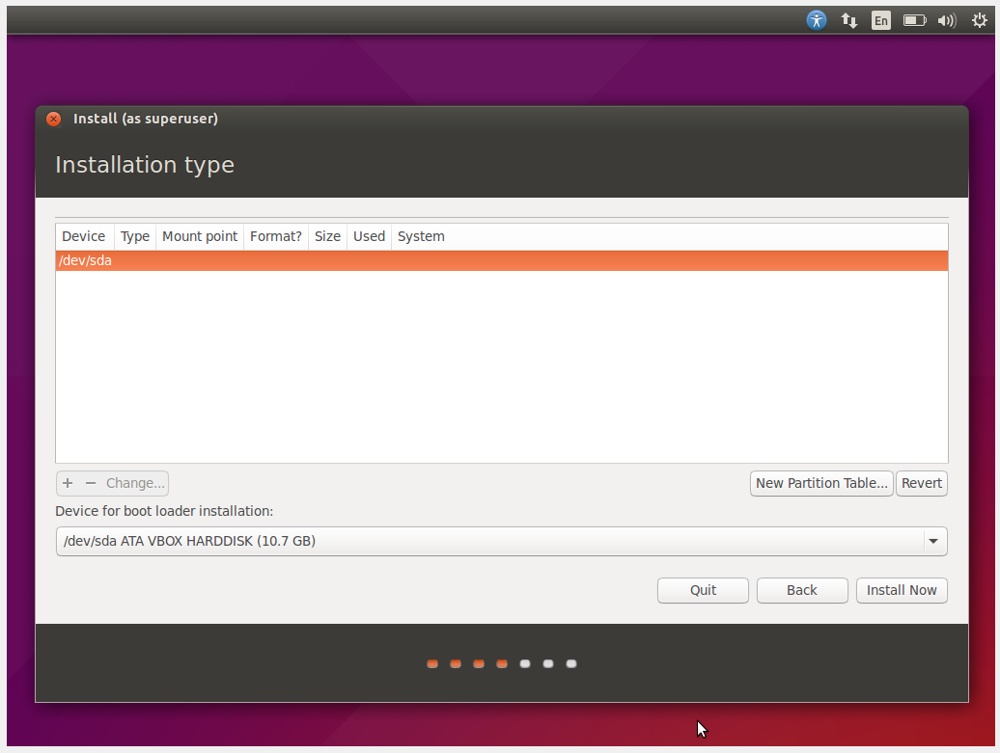 En
Install (as superuser)
Installation type
Device Type Mount point Format? Size Used System
/dev/sda
+ − Change... New Partition Table... Revert
Device for boot loader installation:
/dev/sda ATA VBOX HARDDISK (10.7 GB)
Quit Back Install Now